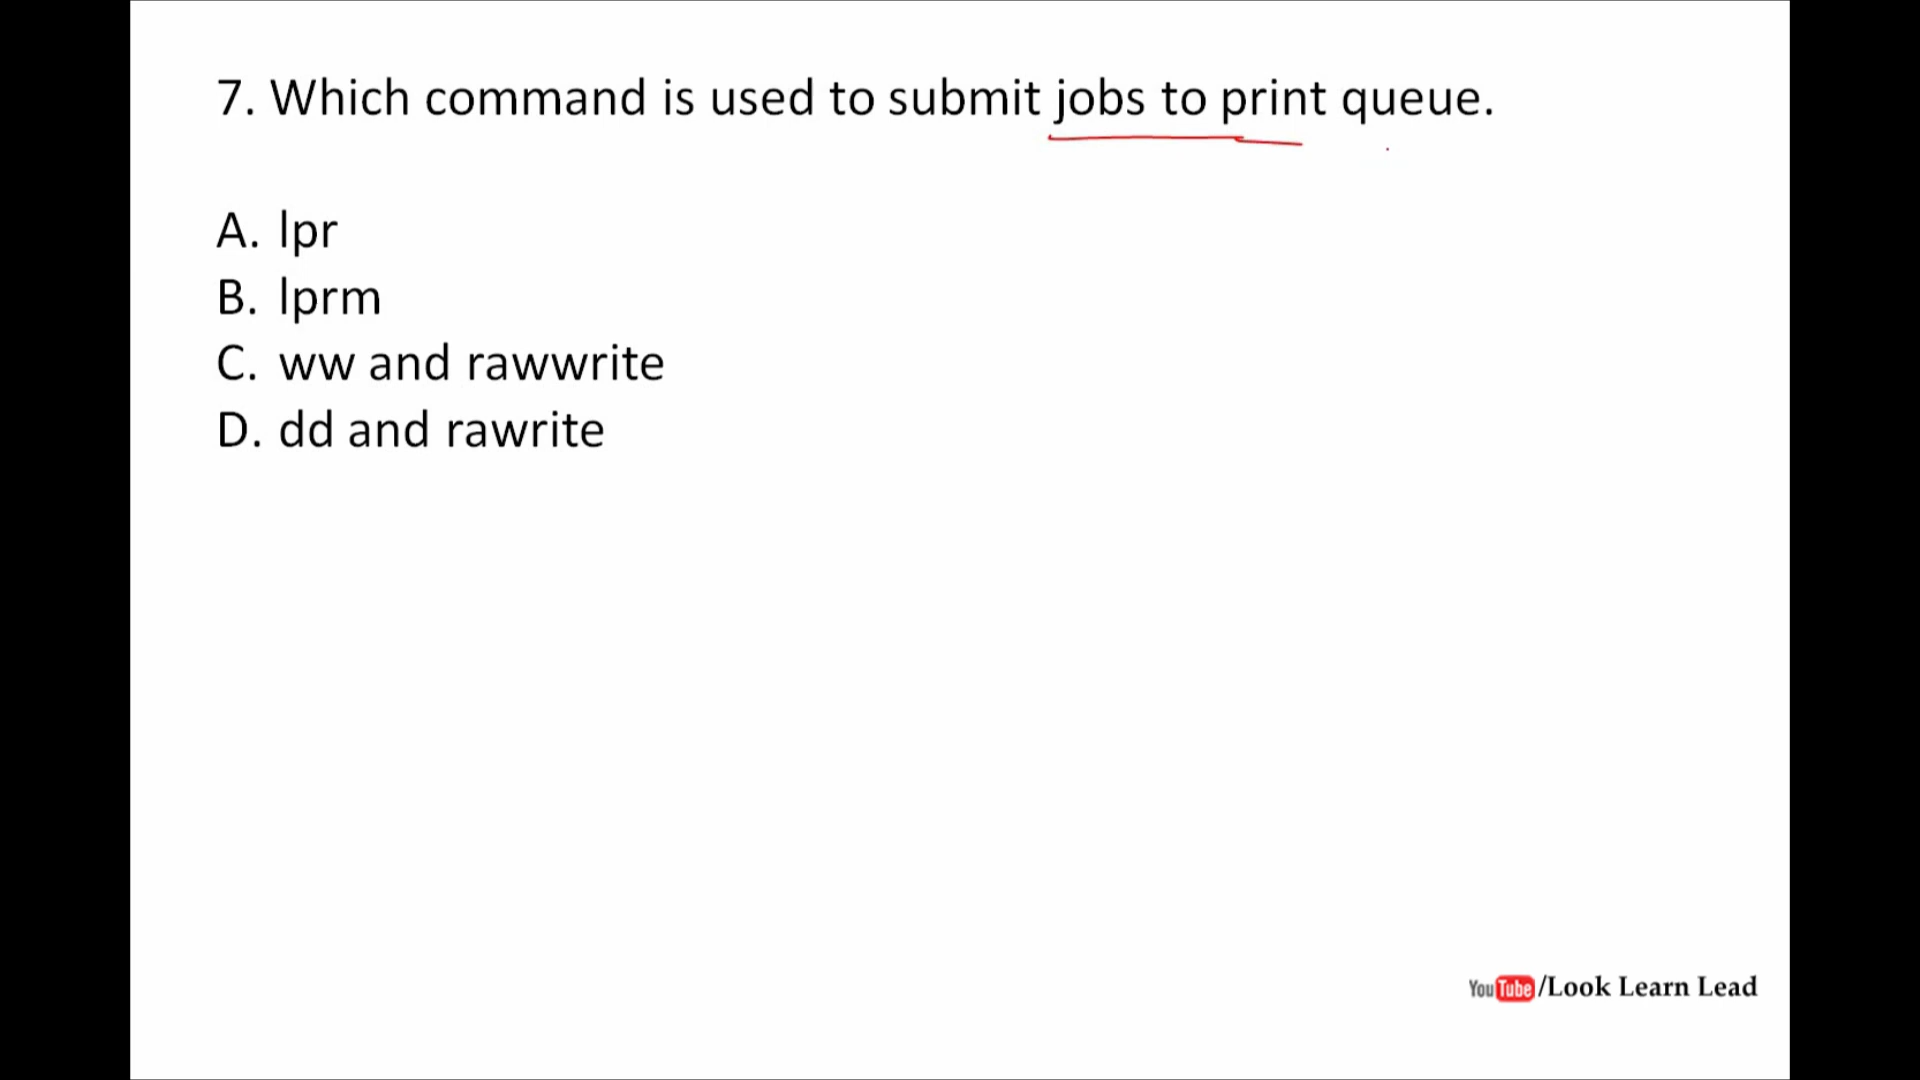 7. Which command is used to submit jobs to print queue.
A. lpr
B. lprm
C. ww and rawwrite
D. dd and rawrite
YouTube/Look Learn Lead